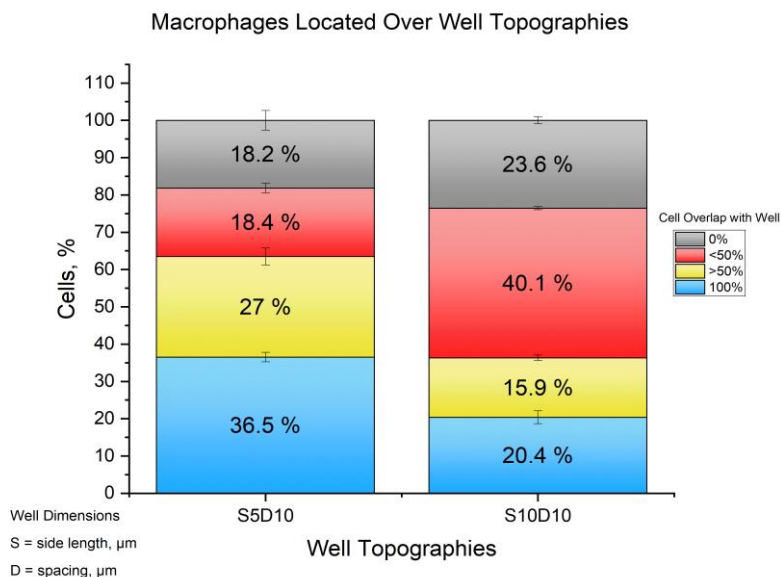 Macrophages Located Over Well Topographies
110
100
90
80
70
60
50
40
30
20
10
0
Cells, %
18.2 %
18.4 %
27 %
36.5 %
23.6 %
40.1 %
15.9 %
20.4 %
Cell Overlap with Well
0%
<50%
>50%
100%
S5D10
S10D10
Well Topographies
Well Dimensions
S = side length, µm
D = spacing, µm